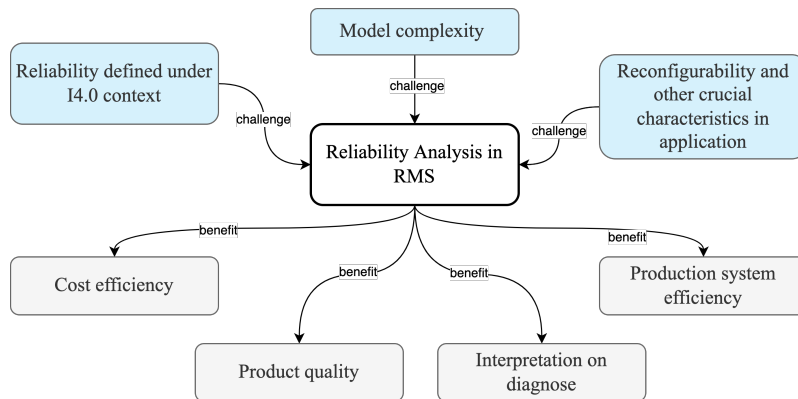 Model complexity
Reliability defined under
I4.0 context
Reconfigurability and
other crucial
characteristics in
application
challenge
challenge
challenge
Reliability Analysis in
RMS
benefit
benefit
benefit
benefit
Cost efficiency
Production system
efficiency
Product quality
Interpretation on
diagnose